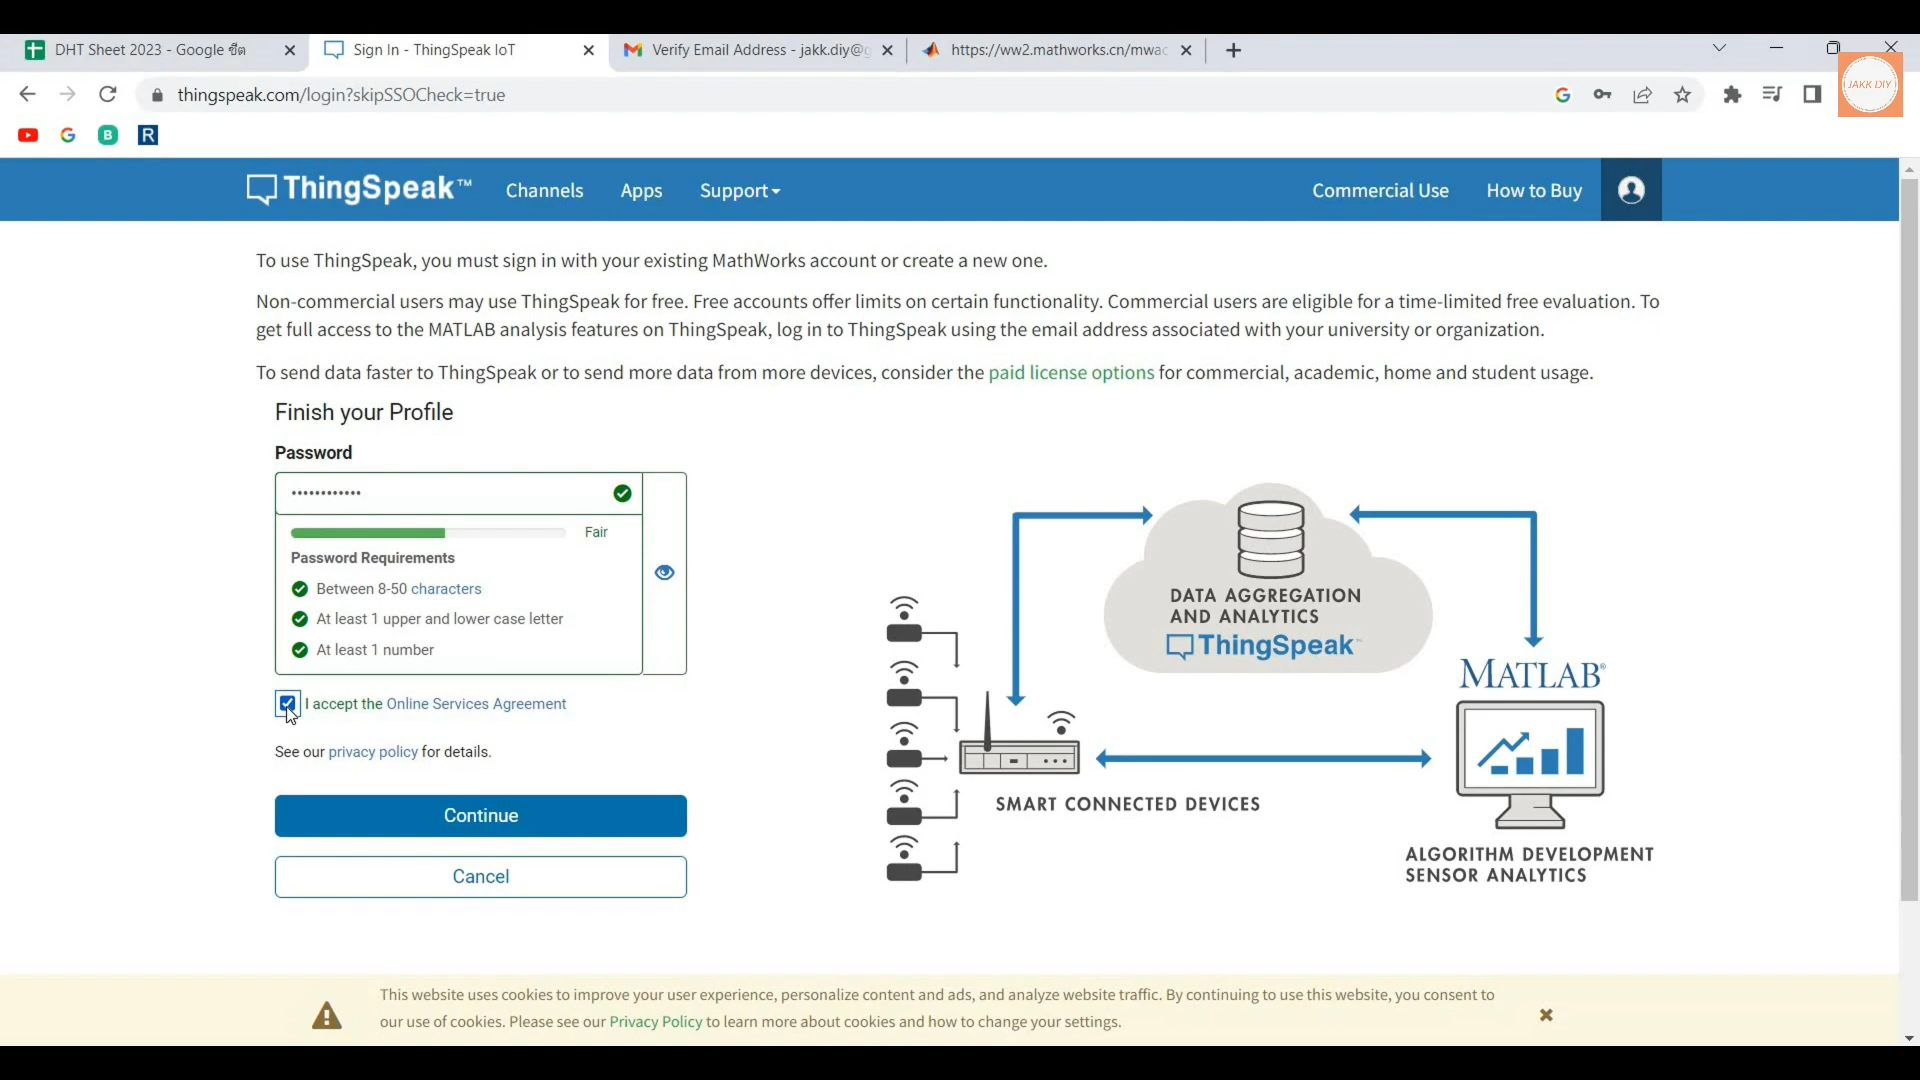 DHT Sheet 2023 - Google ชีต
Sign In - ThingSpeak IoT
Verify Email Address - jakk.diy@g
https://ww2.mathworks.cn/mwac
thingspeak.com/login?skipSSOCheck=true
JAKK DIY
ThingSpeak™
Channels
Apps
Support
Commercial Use
How to Buy
To use ThingSpeak, you must sign in with your existing MathWorks account or create a new one.
Non-commercial users may use ThingSpeak for free. Free accounts offer limits on certain functionality. Commercial users are eligible for a time-limited free evaluation. To
get full access to the MATLAB analysis features on ThingSpeak, log in to ThingSpeak using the email address associated with your university or organization.
To send data faster to ThingSpeak or to send more data from more devices, consider the paid license options for commercial, academic, home and student usage.
Finish your Profile
Password
••••••••••••
Fair
Password Requirements
Between 8-50 characters
At least 1 upper and lower case letter
At least 1 number
I accept the Online Services Agreement
See our privacy policy for details.
Continue
Cancel
DATA AGGREGATION
AND ANALYTICS
ThingSpeak™
MATLAB®
SMART CONNECTED DEVICES
ALGORITHM DEVELOPMENT
SENSOR ANALYTICS
This website uses cookies to improve your user experience, personalize content and ads, and analyze website traffic. By continuing to use this website, you consent to
our use of cookies. Please see our Privacy Policy to learn more about cookies and how to change your settings.